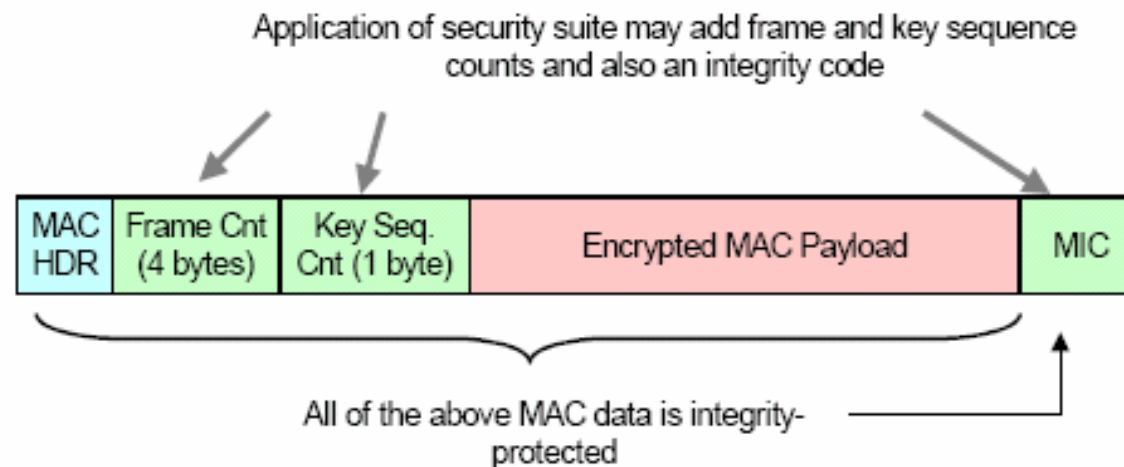 Application of security suite may add frame and key sequence
counts and also an integrity code
MAC
HDR
Frame Cnt
(4 bytes)
Key Seq.
Cnt (1 byte)
Encrypted MAC Payload
MIC
All of the above MAC data is integrity-
protected